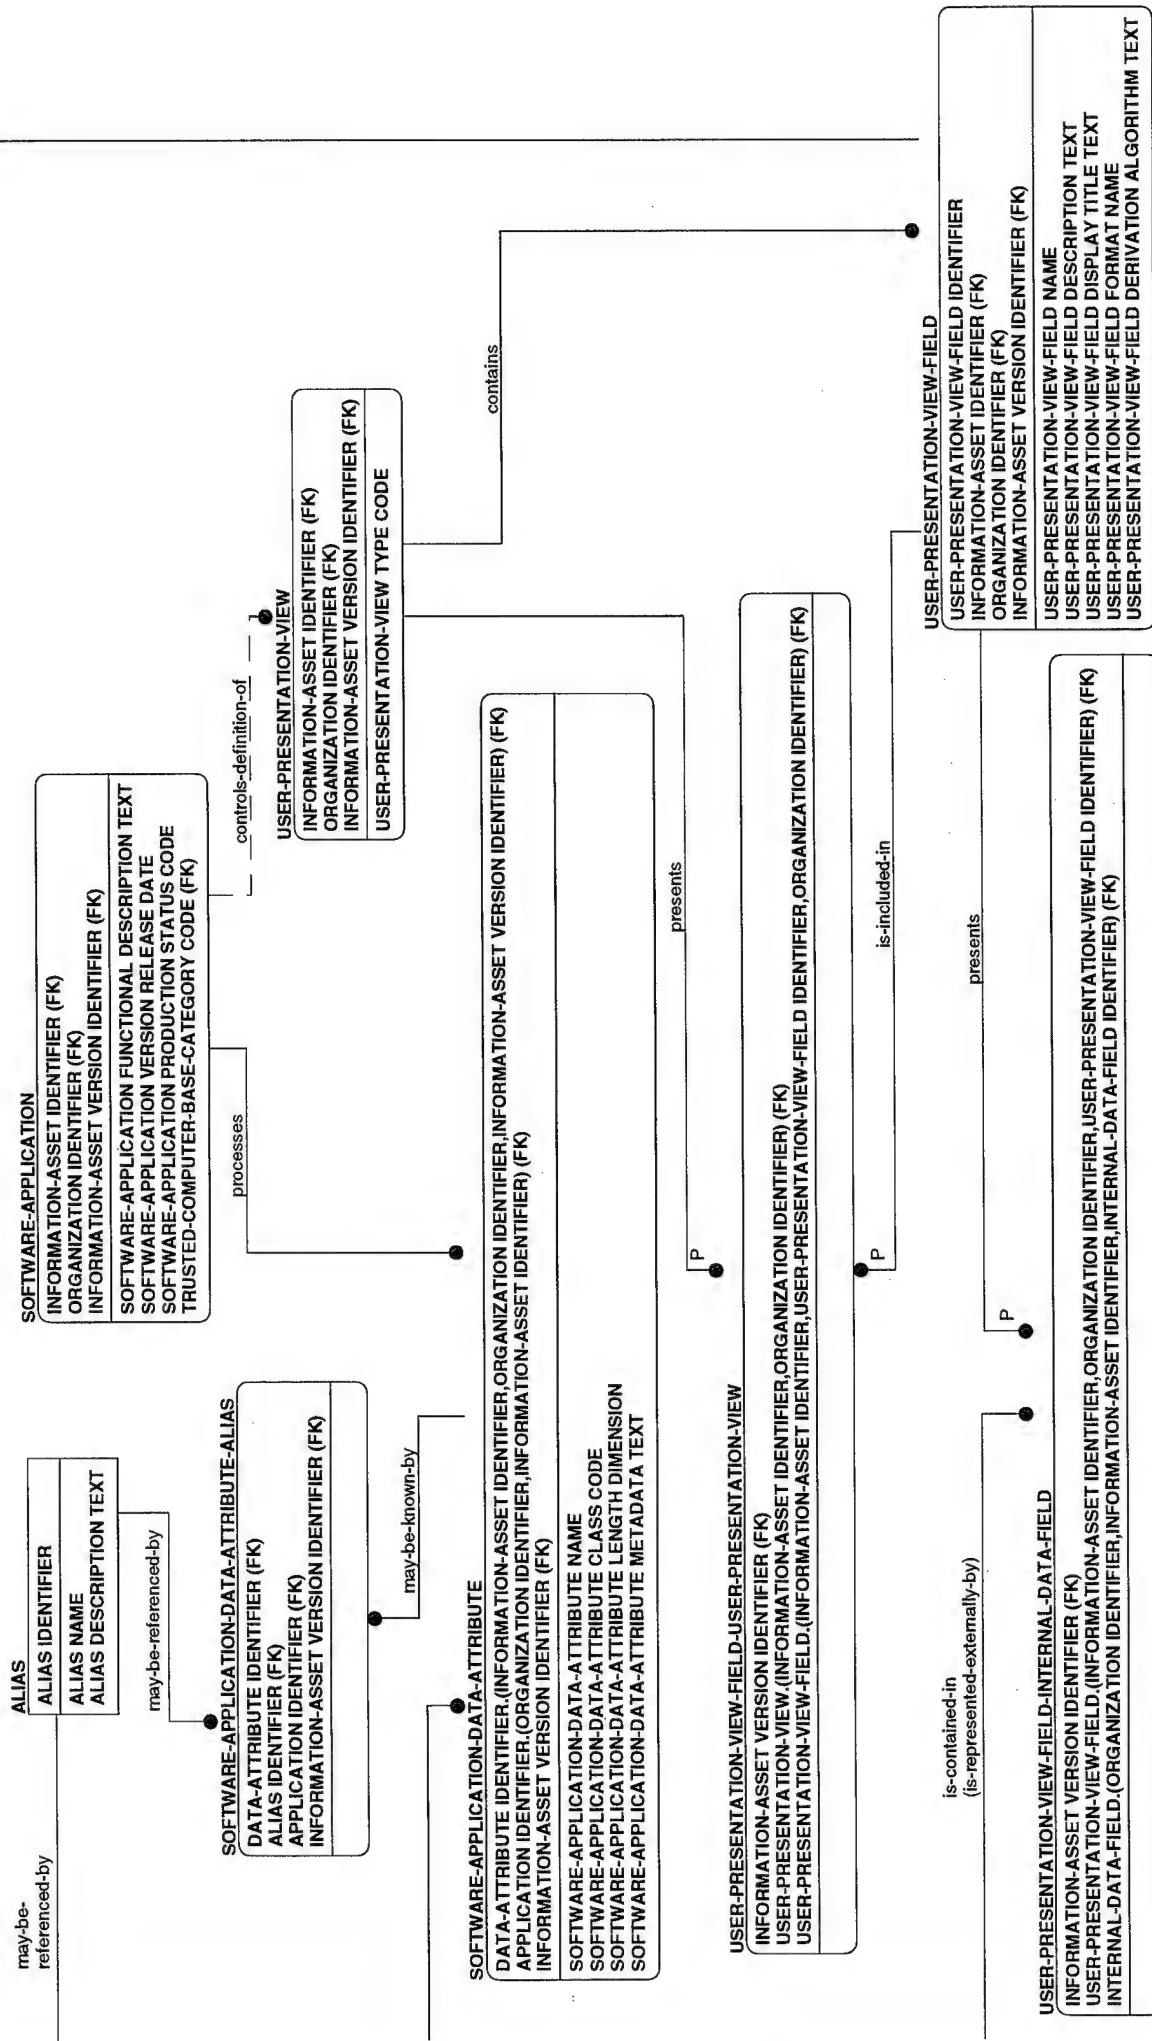 may-be-
referenced-by
ALIAS
ALIAS IDENTIFIER
ALIAS NAME
ALIAS DESCRIPTION TEXT
may-be-referenced-by
SOFTWARE-APPLICATION-DATA-ATTRIBUTE-ALIAS
DATA-ATTRIBUTE IDENTIFIER (FK)
ALIAS IDENTIFIER (FK)
APPLICATION IDENTIFIER (FK)
INFORMATION-ASSET VERSION IDENTIFIER (FK)
may-be-known-by
SOFTWARE-APPLICATION
INFORMATION-ASSET IDENTIFIER (FK)
ORGANIZATION IDENTIFIER (FK)
INFORMATION-ASSET VERSION IDENTIFIER (FK)
SOFTWARE-APPLICATION FUNCTIONAL DESCRIPTION TEXT
SOFTWARE-APPLICATION VERSION RELEASE DATE
SOFTWARE-APPLICATION PRODUCTION STATUS CODE
TRUSTED-COMPUTER-BASE-CATEGORY CODE (FK)
processes
controls-definition-of
USER-PRESENTATION-VIEW
INFORMATION-ASSET IDENTIFIER (FK)
ORGANIZATION IDENTIFIER (FK)
INFORMATION-ASSET VERSION IDENTIFIER (FK)
USER-PRESENTATION-VIEW TYPE CODE
contains
SOFTWARE-APPLICATION-DATA-ATTRIBUTE
DATA-ATTRIBUTE IDENTIFIER.(INFORMATION-ASSET IDENTIFIER,ORGANIZATION IDENTIFIER,INFORMATION-ASSET VERSION IDENTIFIER) (FK)
APPLICATION IDENTIFIER.(ORGANIZATION IDENTIFIER,INFORMATION-ASSET IDENTIFIER) (FK)
INFORMATION-ASSET VERSION IDENTIFIER (FK)
SOFTWARE-APPLICATION-DATA-ATTRIBUTE NAME
SOFTWARE-APPLICATION-DATA-ATTRIBUTE CLASS CODE
SOFTWARE-APPLICATION-DATA-ATTRIBUTE LENGTH DIMENSION
SOFTWARE-APPLICATION-DATA-ATTRIBUTE METADATA TEXT
presents
P
USER-PRESENTATION-VIEW-FIELD-USER-PRESENTATION-VIEW
INFORMATION-ASSET VERSION IDENTIFIER (FK)
USER-PRESENTATION-VIEW.(INFORMATION-ASSET IDENTIFIER,ORGANIZATION IDENTIFIER) (FK)
USER-PRESENTATION-VIEW-FIELD.(INFORMATION-ASSET IDENTIFIER,USER-PRESENTATION-VIEW-FIELD IDENTIFIER,ORGANIZATION IDENTIFIER) (FK)
P
is-included-in
USER-PRESENTATION-VIEW-FIELD
USER-PRESENTATION-VIEW-FIELD IDENTIFIER
INFORMATION-ASSET IDENTIFIER (FK)
ORGANIZATION IDENTIFIER (FK)
INFORMATION-ASSET VERSION IDENTIFIER (FK)
USER-PRESENTATION-VIEW-FIELD NAME
USER-PRESENTATION-VIEW-FIELD DESCRIPTION TEXT
USER-PRESENTATION-VIEW-FIELD DISPLAY TITLE TEXT
USER-PRESENTATION-VIEW-FIELD FORMAT NAME
USER-PRESENTATION-VIEW-FIELD DERIVATION ALGORITHM TEXT
is-contained-in
(is-represented-externally-by)
presents
P
USER-PRESENTATION-VIEW-FIELD-INTERNAL-DATA-FIELD
INFORMATION-ASSET VERSION IDENTIFIER (FK)
USER-PRESENTATION-VIEW-FIELD.(INFORMATION-ASSET IDENTIFIER,ORGANIZATION IDENTIFIER,USER-PRESENTATION-VIEW-FIELD IDENTIFIER) (FK)
INTERNAL-DATA-FIELD.(ORGANIZATION IDENTIFIER,INFORMATION-ASSET IDENTIFIER,INTERNAL-DATA-FIELD IDENTIFIER) (FK)